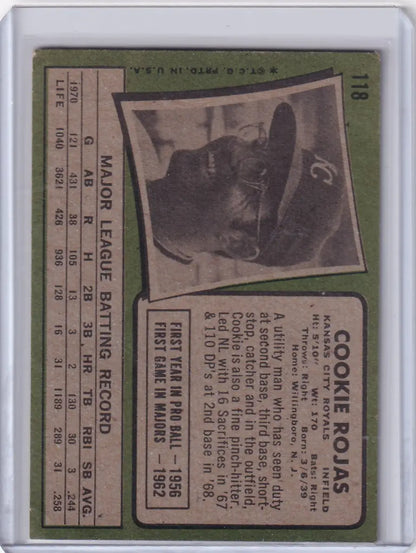 118
*©T.C.G. PRTD. IN U.S.A.
KC
COOKIE ROJAS
KANSAS CITY ROYALS INFIELD
Ht: 5'10" Wt: 170 Bats: Right
Throws: Right Born: 3/6/39
Home: Willingboro, N. J.
A utility man who has seen duty
at second base, third base, short-
stop, catcher and in the outfield,
Cookie is also a fine pinch-hitter.
Led NL with 16 Sacrifices in '67
& 110 DP's at 2nd base in '68.
FIRST YEAR IN PRO BALL — 1956
FIRST GAME IN MAJORS — 1962
MAJOR LEAGUE BATTING RECORD
G AB R H 2B 3B HR TB RBI SB AVG.
1970 121 431 38 105 13 3 2 130 30 3 .244
LIFE 1040 3621 426 936 128 16 31 1189 289 31 .258